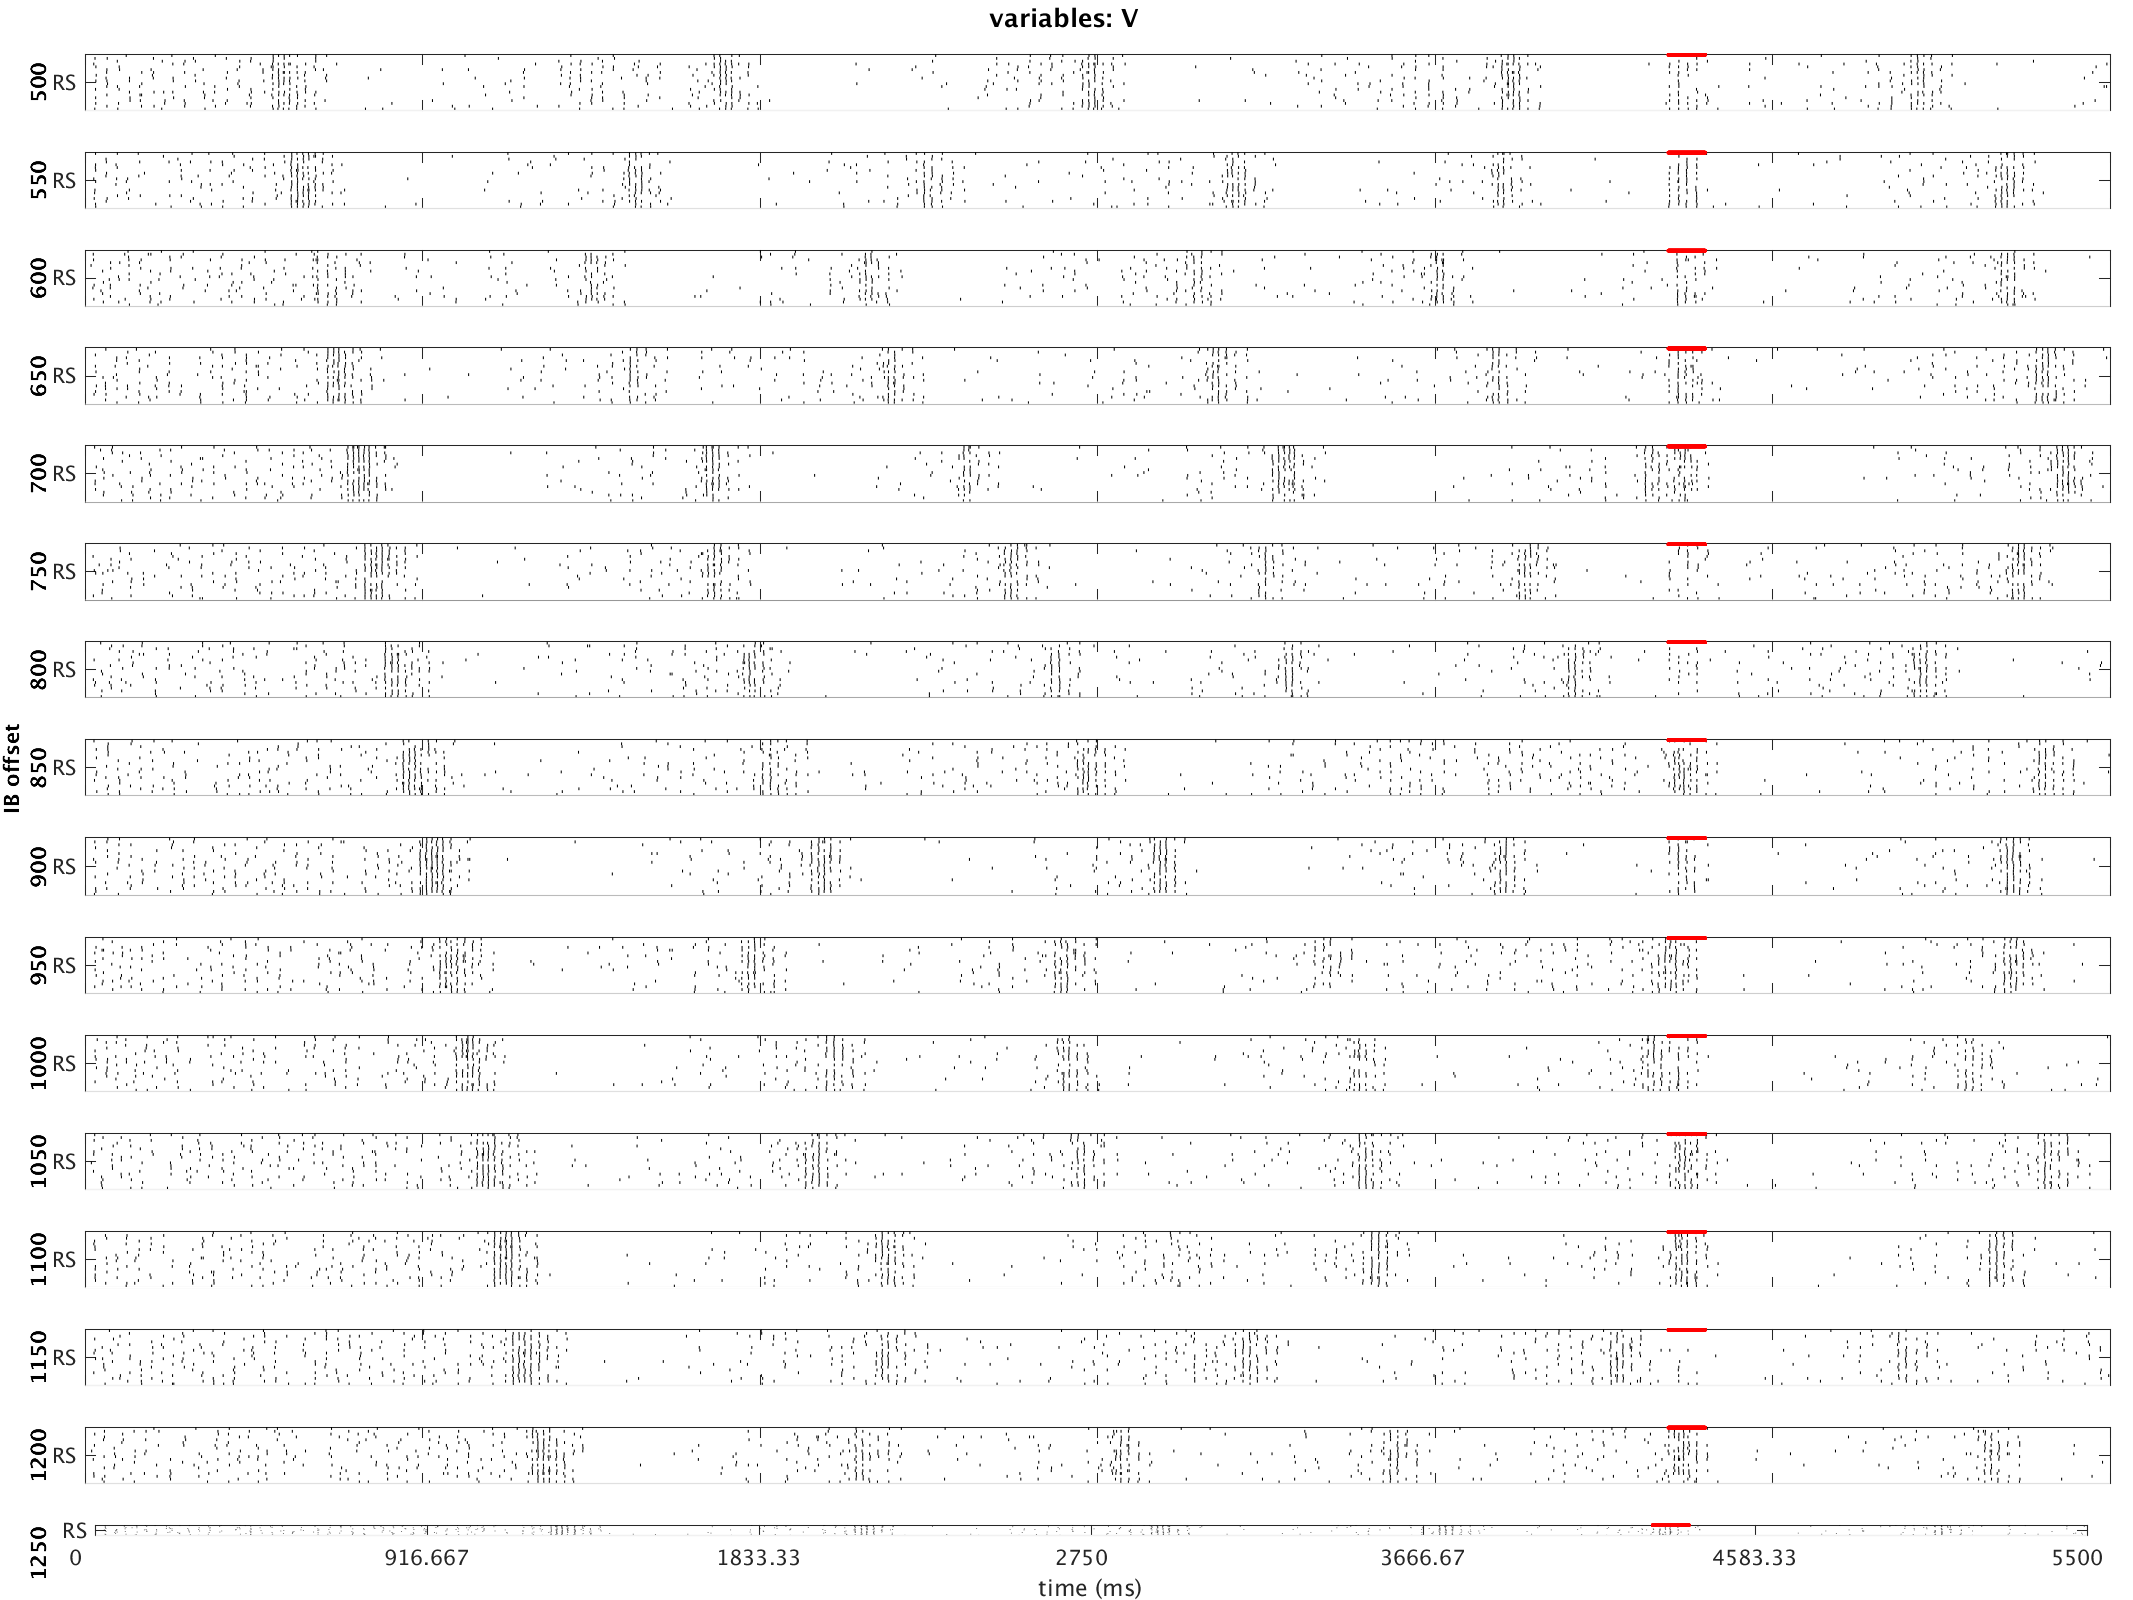 variables: V
500 RS
550 RS
600 RS
650 RS
700 RS
750 RS
800 RS
IB offset
850 RS
900 RS
950 RS
1000 RS
1050 RS
1100 RS
1150 RS
1200 RS
1250 RS
0 916.667 1833.33 2750 3666.67 4583.33 5500
time (ms)